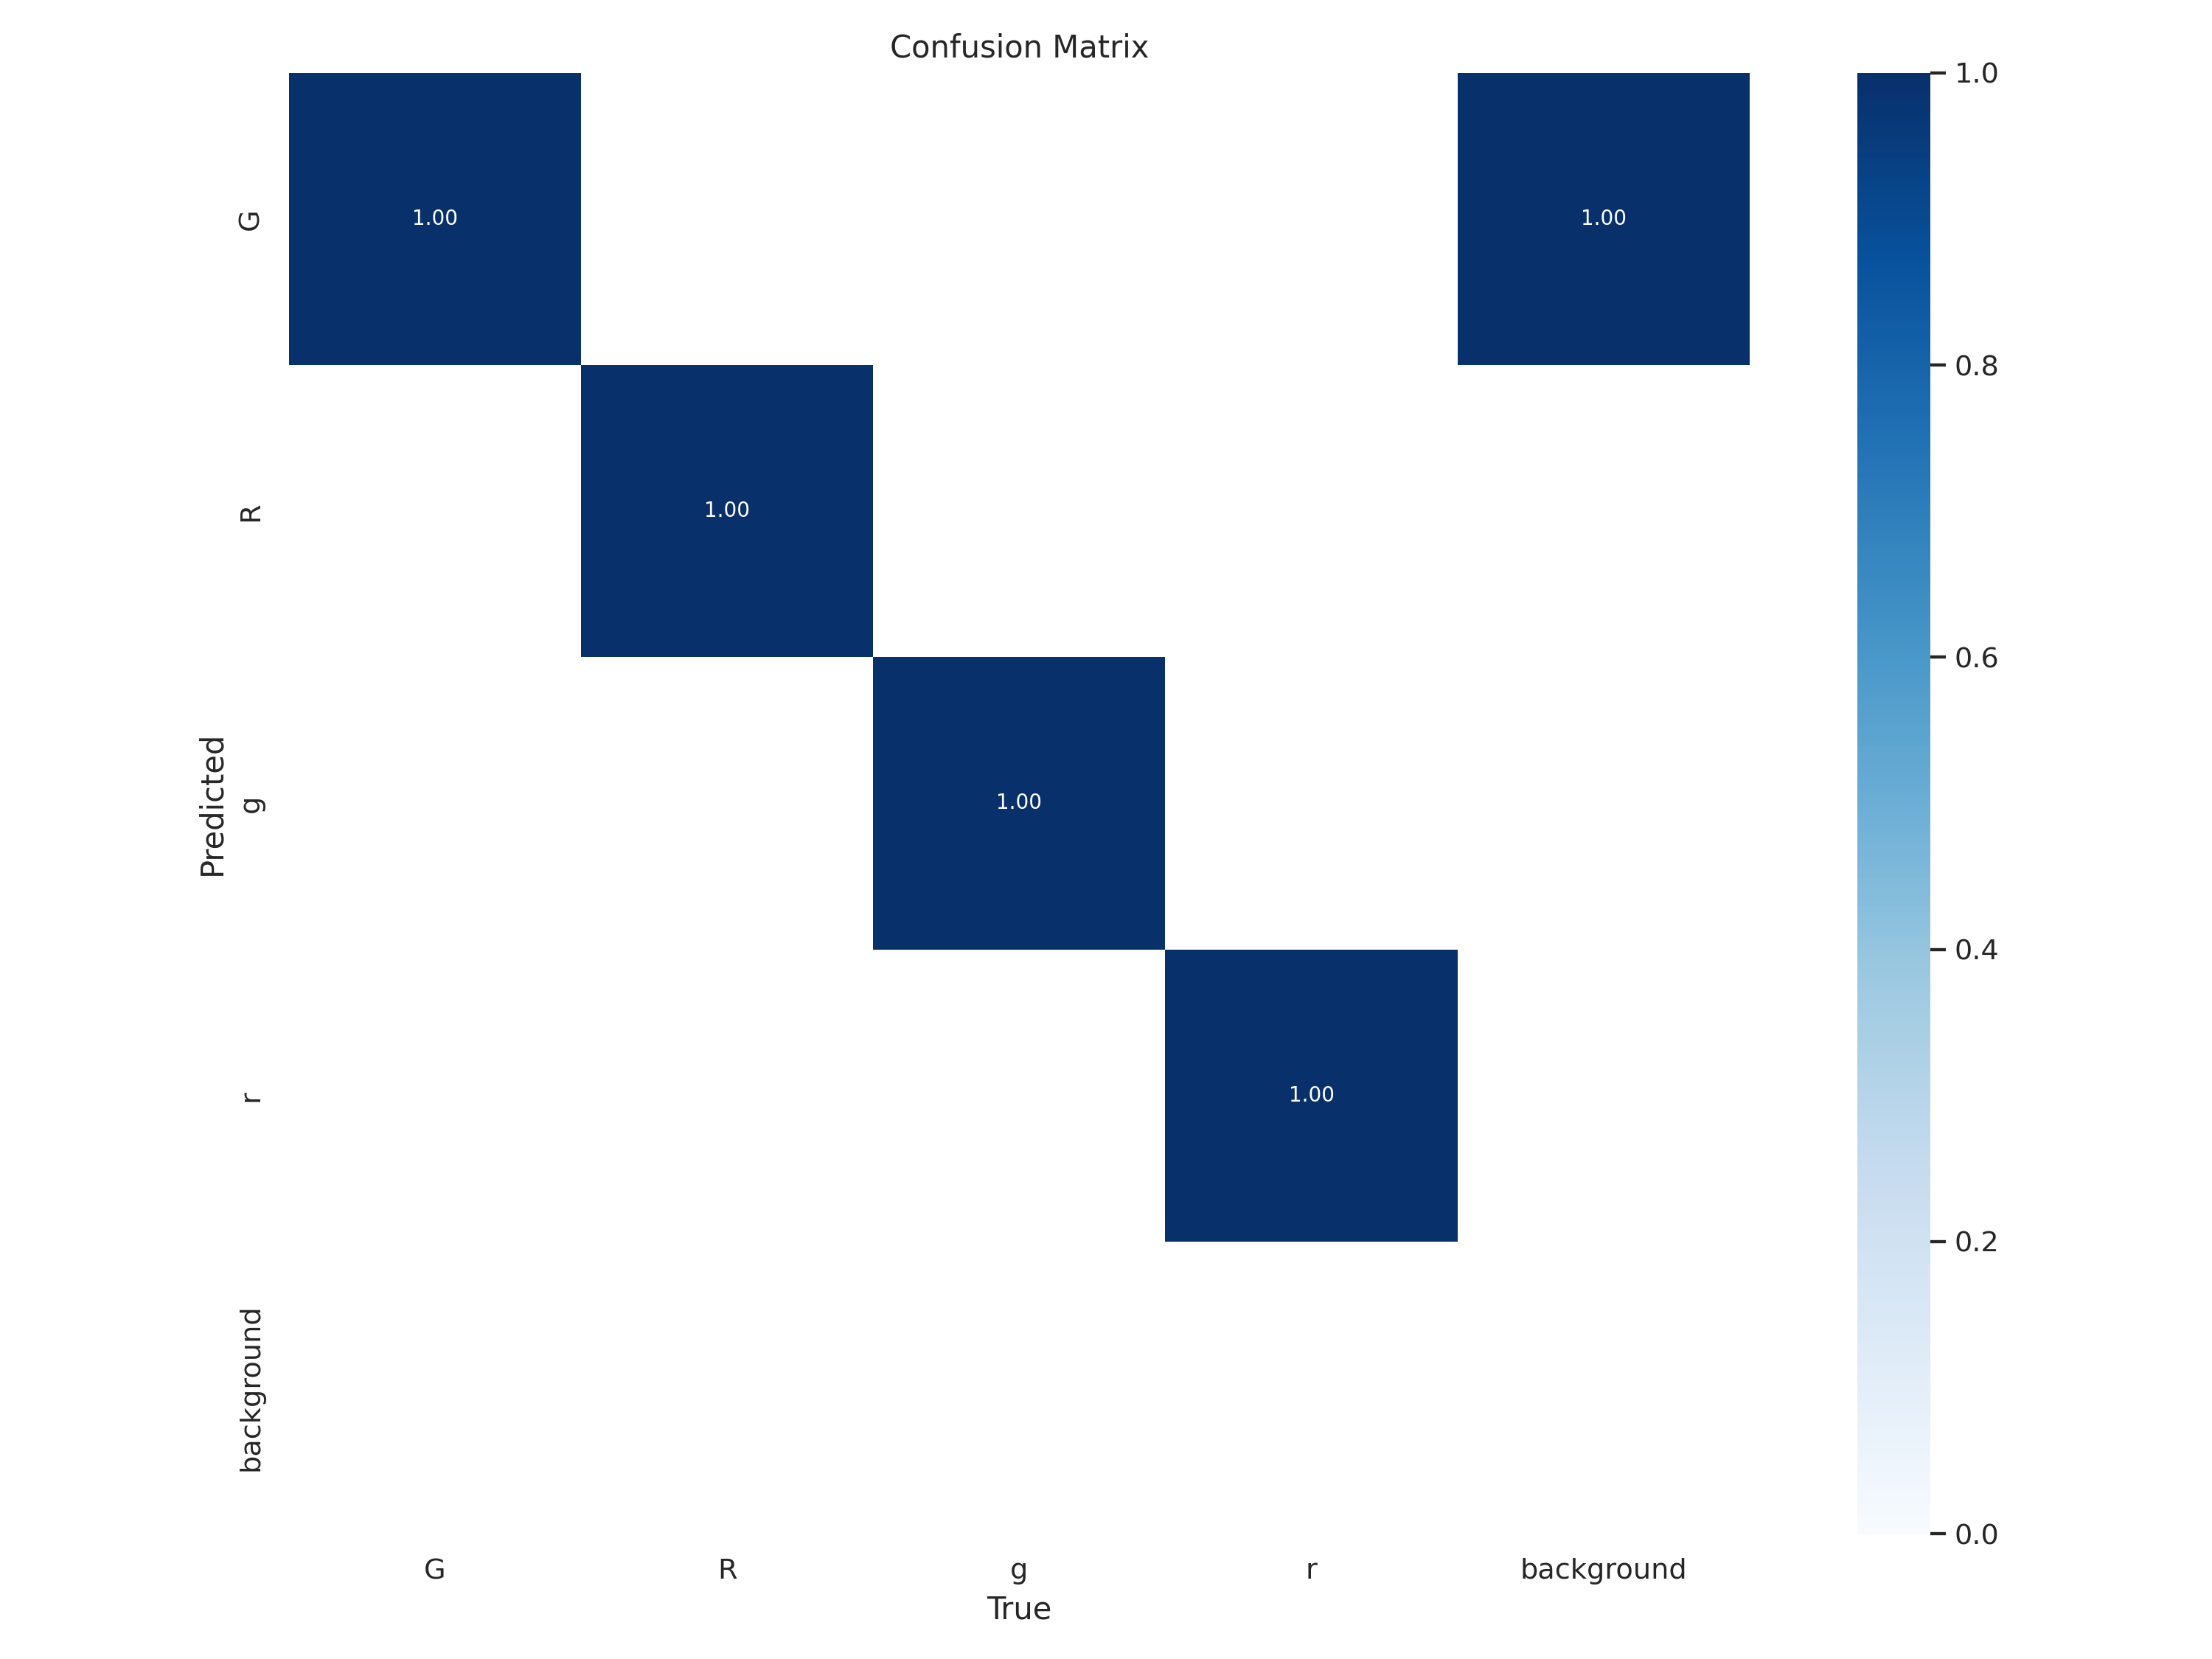 Confusion Matrix
G
1.00
1.00
1.0
R
1.00
0.8
Predicted
g
1.00
0.6
r
1.00
0.4
background
0.2
0.0
G R g r background
True